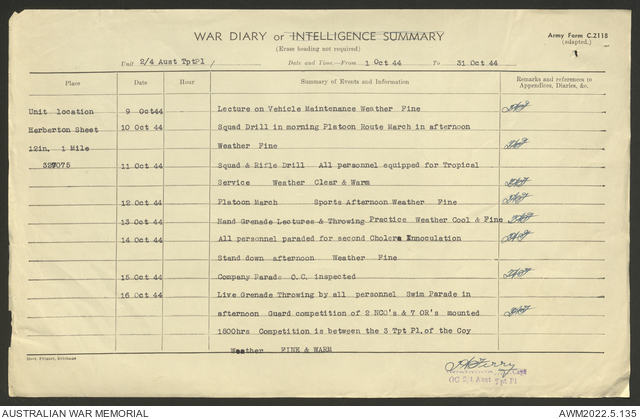 WAR DIARY or INTELLIGENCE SUMMARY
(Erase heading not required)
Army Form C.2118
(adapted.)
Unit 2/4 Aust TptPl / Date and Time.—From 1 Oct 44 To 31 Oct 44
Place Date Hour Summary of Events and Information Remarks and references to
Appendices, Diaries, &c.
Unit location 9 Oct44 Lecture on Vehicle Maintenance Weather Fine
Herberton Sheet 10 Oct 44 Squad Drill in morning Platoon Route March in afternoon
12in. 1 Mile Weather Fine
327075 11 Oct 44 Squad & Rifle Drill All personnel equipped for Tropical
Service Weather Clear & Warm
12 Oct 44 Platoon March Sports Afternoon Weather Fine
13 Oct 44 Hand Grenade Lectures & Throwing Practice Weather Cool & Fine
14 Oct 44 All personnel paraded for second Cholera Ennoculation
Stand down afternoon Weather Fine
15 Oct 44 Company Parade O.C. inspected
16 Oct 44 Live Grenade Throwing by all personnel Swim Parade in
afternoon Guard competition of 2 NCO's & 7 OR's mounted
1800hrs Competition is between the 3 Tpt Pl. of the Coy
Weather FINE & WARM
Govt. Printer, Brisbane
Capt
OC 2/4 Aust Tpt Pl
AUSTRALIAN WAR MEMORIAL
AWM2022.5.135